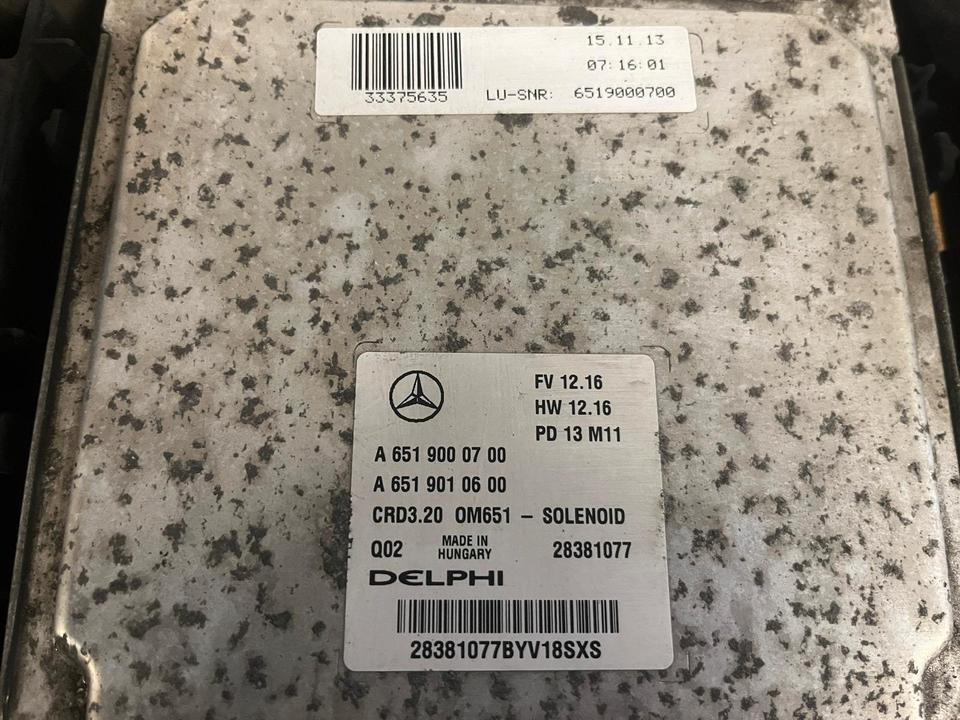 15.11.13
07:16:01
33375635 LU-SNR: 6519000700
FV 12.16
HW 12.16
PD 13 M11
A 651 900 07 00
A 651 901 06 00
CRD3.20 OM651 – SOLENOID
Q02 MADE IN HUNGARY 28381077
DELPHI
28381077BYV18SXS